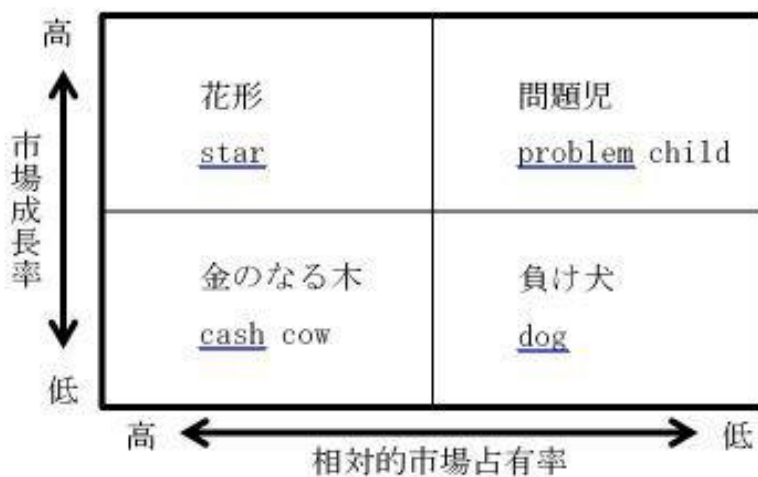 高
花形
問題児
star
problem child
市場成長率
金のなる木
負け犬
cash cow
dog
低
高
低
相対的市場占有率